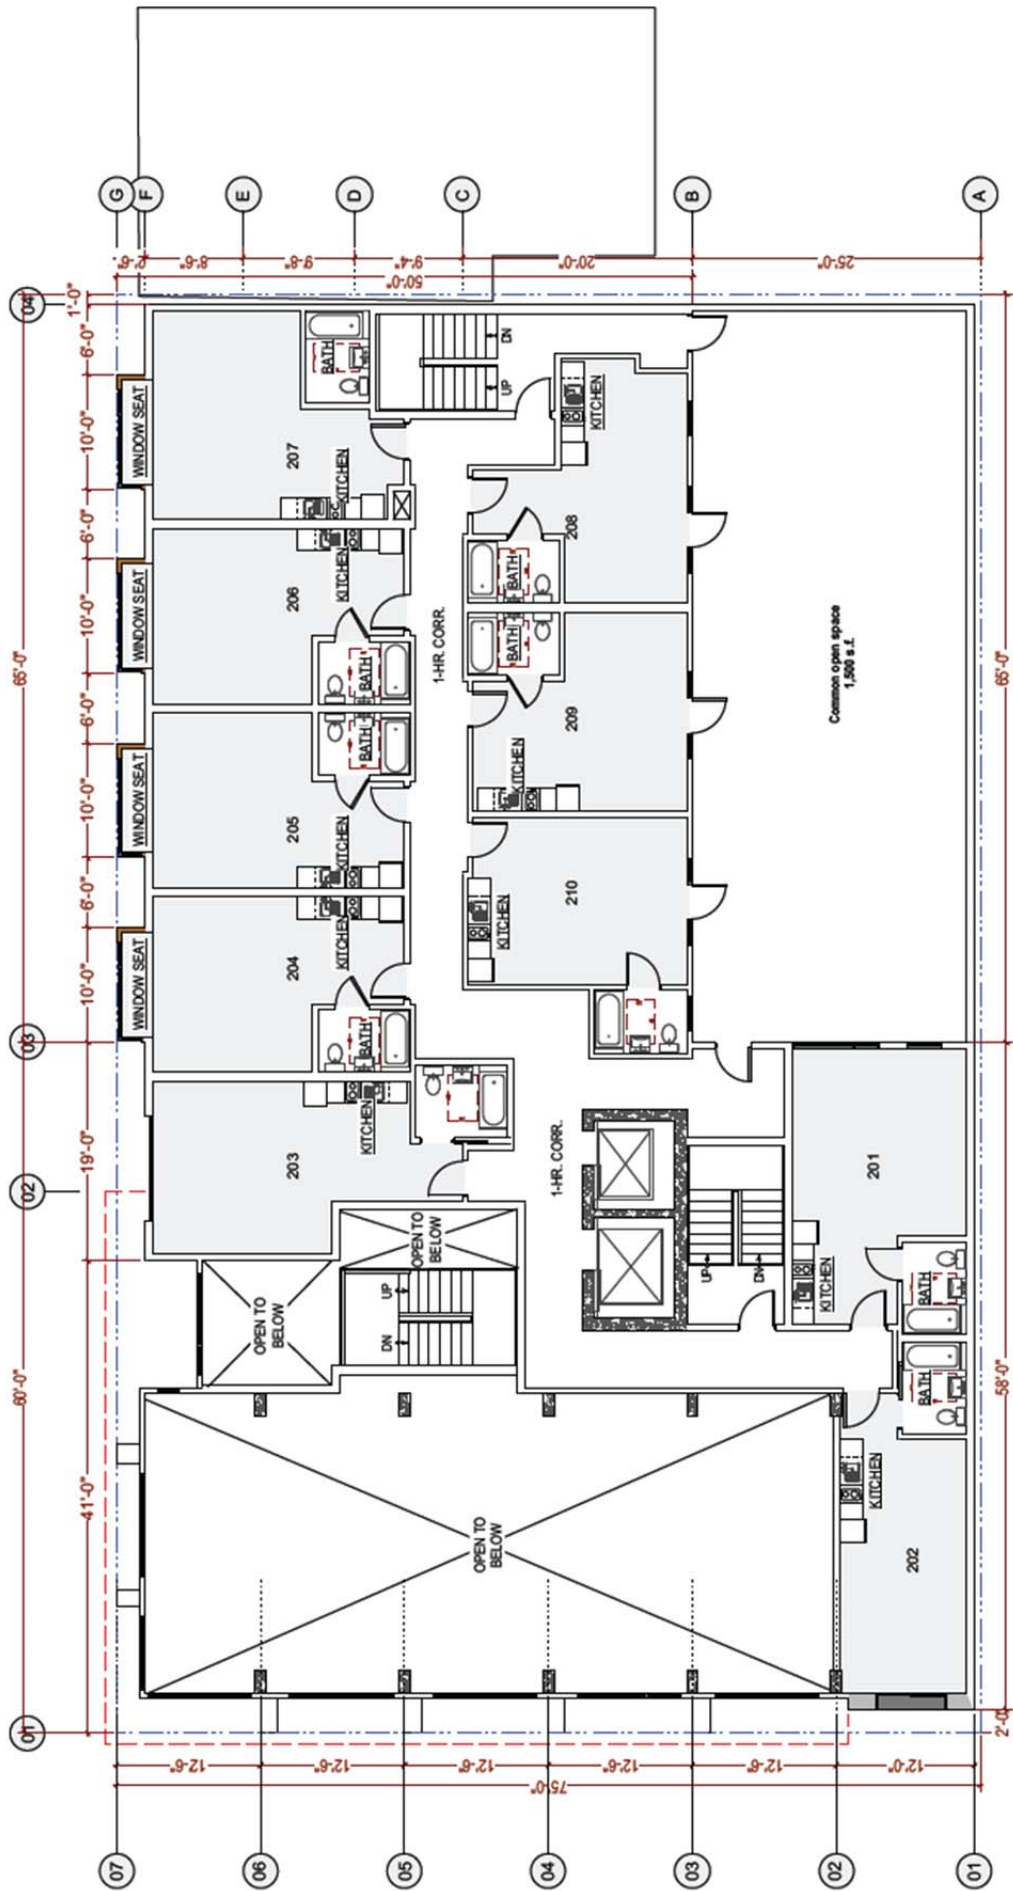 01
02
03
04
60'-0"
65'-0"
41'-0"
19'-0"
10'-0"
6'-0"
10'-0"
6'-0"
10'-0"
6'-0"
10'-0"
6'-0"
1'-0"
07
06
05
04
03
02
01
12'-6"
12'-6"
12'-6"
12'-6"
12'-6"
12'-0"
75'-0"
G
F
E
D
C
B
A
2'-6"
8'-6"
9'-8"
9'-4"
20'-0"
25'-0"
50'-0"
WINDOW SEAT
WINDOW SEAT
WINDOW SEAT
WINDOW SEAT
203
KITCHEN
204
KITCHEN
BATH
205
KITCHEN
BATH
206
KITCHEN
BATH
207
KITCHEN
BATH
OPEN TO
BELOW
OPEN TO
BELOW
UP
DN
UP
DN
1-HR. CORR.
OPEN TO
BELOW
1-HR. CORR.
KITCHEN
210
KITCHEN
209
BATH
BATH
208
KITCHEN
UP
DN
KITCHEN
201
BATH
KITCHEN
202
BATH
Common open space
1,500 s.f.
2'-0"
58'-0"
65'-0"